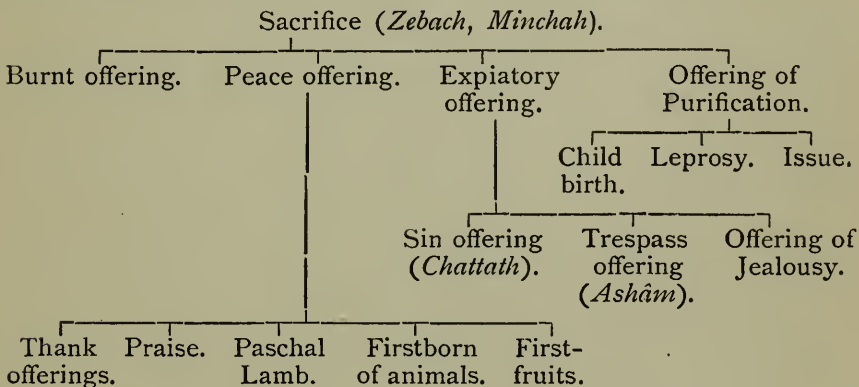 Sacrifice (Zebach, Minchah).
Burnt offering. Peace offering. Expiatory Offering of
offering. Purification.
Child Leprosy. Issue.
birth.
Sin offering Trespass Offering of
(Chattath). offering Jealousy.
(Ashâm).
Thank Praise. Paschal Firstborn First-
offerings. Lamb. of animals. fruits.